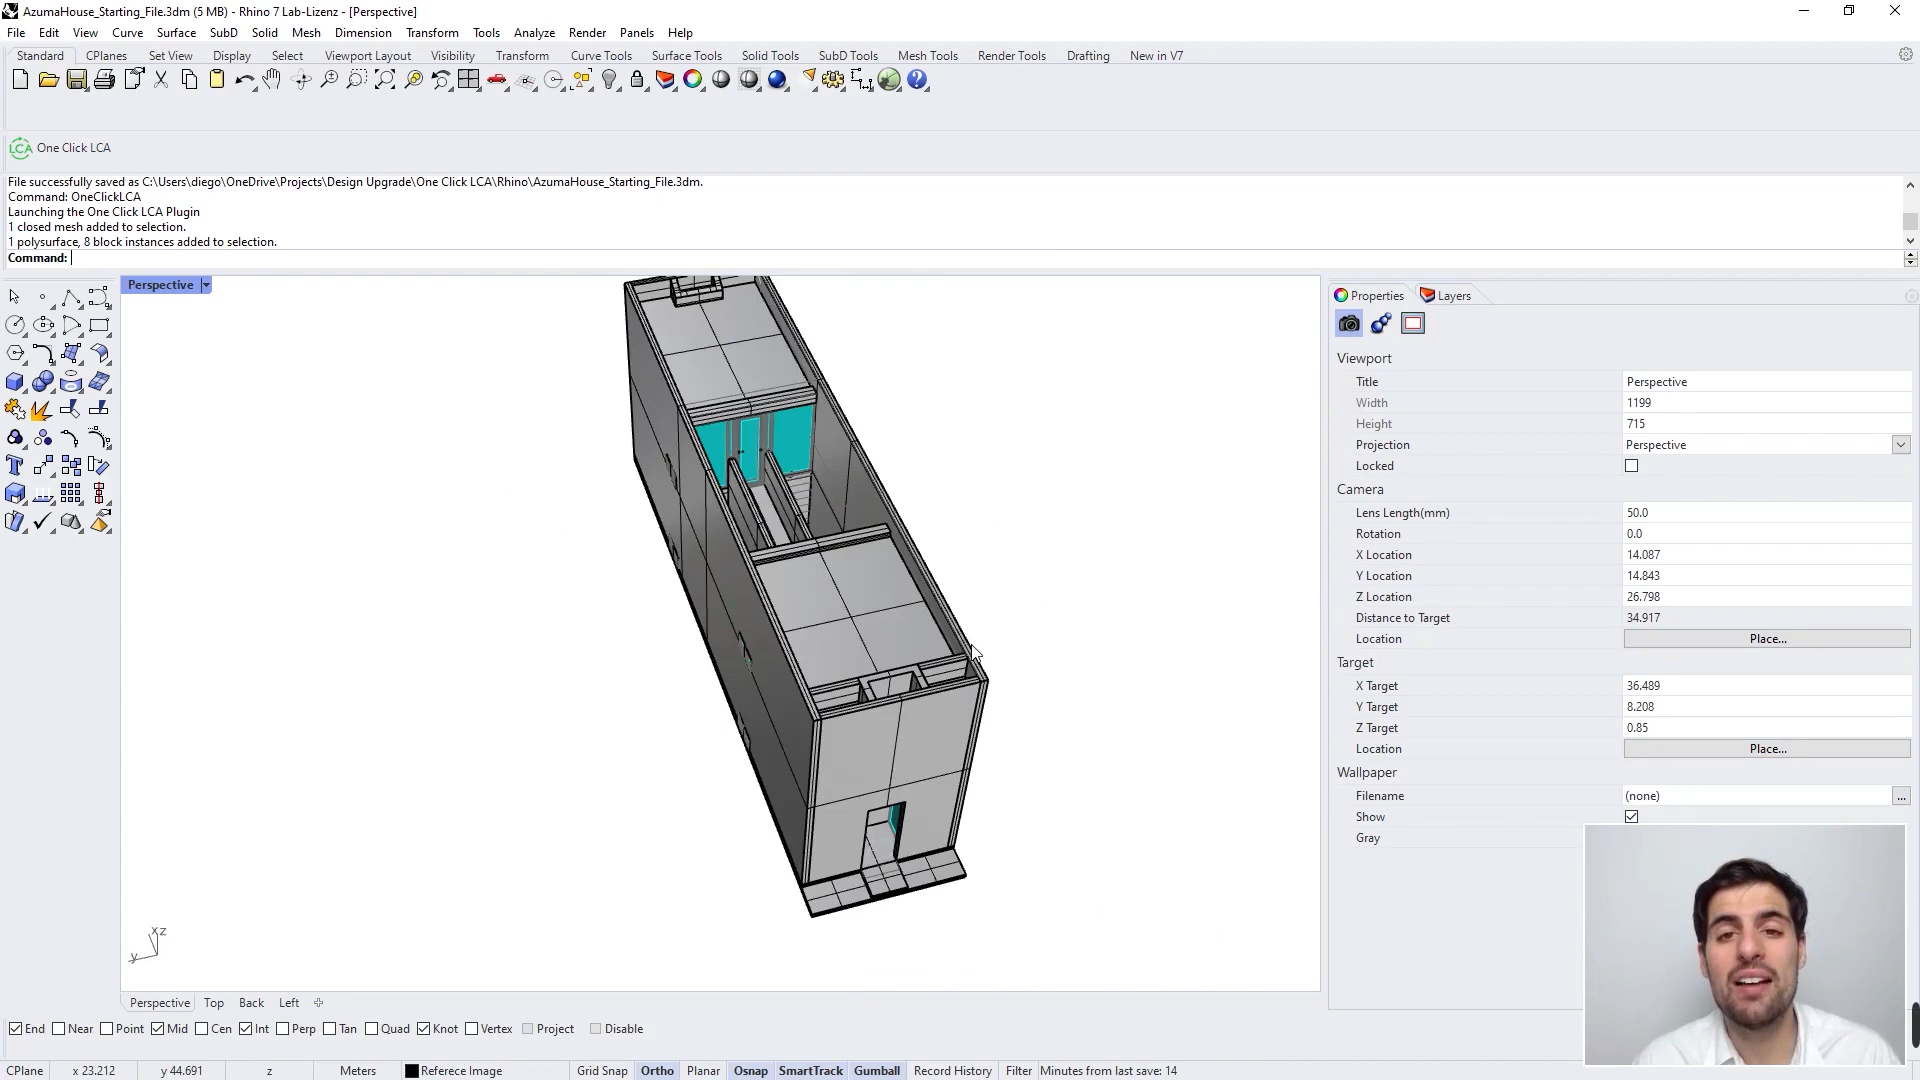 AzumaHouse_Starting_File.3dm (5 MB) - Rhino 7 Lab-Lizenz - [Perspective]
File Edit View Curve Surface SubD Solid Mesh Dimension Transform Tools Analyze Render Panels Help
Standard CPlanes Set View Display Select Viewport Layout Visibility Transform Curve Tools Surface Tools Solid Tools SubD Tools Mesh Tools Render Tools Drafting New in V7
LCA One Click LCA
File successfully saved as C:\Users\diego\OneDrive\Projects\Design Upgrade\One Click LCA\Rhino\AzumaHouse_Starting_File.3dm.
Command: OneClickLCA
Launching the One Click LCA Plugin
1 closed mesh added to selection.
1 polysurface, 8 block instances added to selection.
Command:
Perspective
Properties Layers
Viewport
Title Perspective
Width 1199
Height 715
Projection Perspective
Locked
Camera
Lens Length(mm) 50.0
Rotation 0.0
X Location 14.087
Y Location 14.843
Z Location 26.798
Distance to Target 34.917
Location Place...
Target
X Target 36.489
Y Target 8.208
Z Target 0.85
Location Place...
Wallpaper
Filename (none) ...
Show
Gray
x z
y
Perspective Top Back Left
End Near Point Mid Cen Int Perp Tan Quad Knot Vertex Project Disable
CPlane x 23.212 y 44.691 z Meters Referece Image Grid Snap Ortho Planar Osnap SmartTrack Gumball Record History Filter Minutes from last save: 14